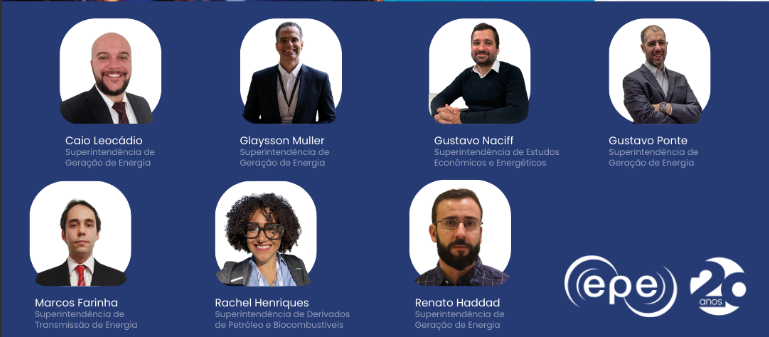 Caio Leocádio
Superintendência de
Geração de Energia
Glaysson Muller
Superintendência de
Geração de Energia
Gustavo Naciff
Superintendência de Estudos
Econômicos e Energéticos
Gustavo Ponte
Superintendência de
Geração de Energia
Marcos Farinha
Superintendência de
Transmissão de Energia
Rachel Henriques
Superintendência de Derivados
de Petróleo e Biocombustíveis
Renato Haddad
Superintendência de
Geração de Energia
epe
20
anos